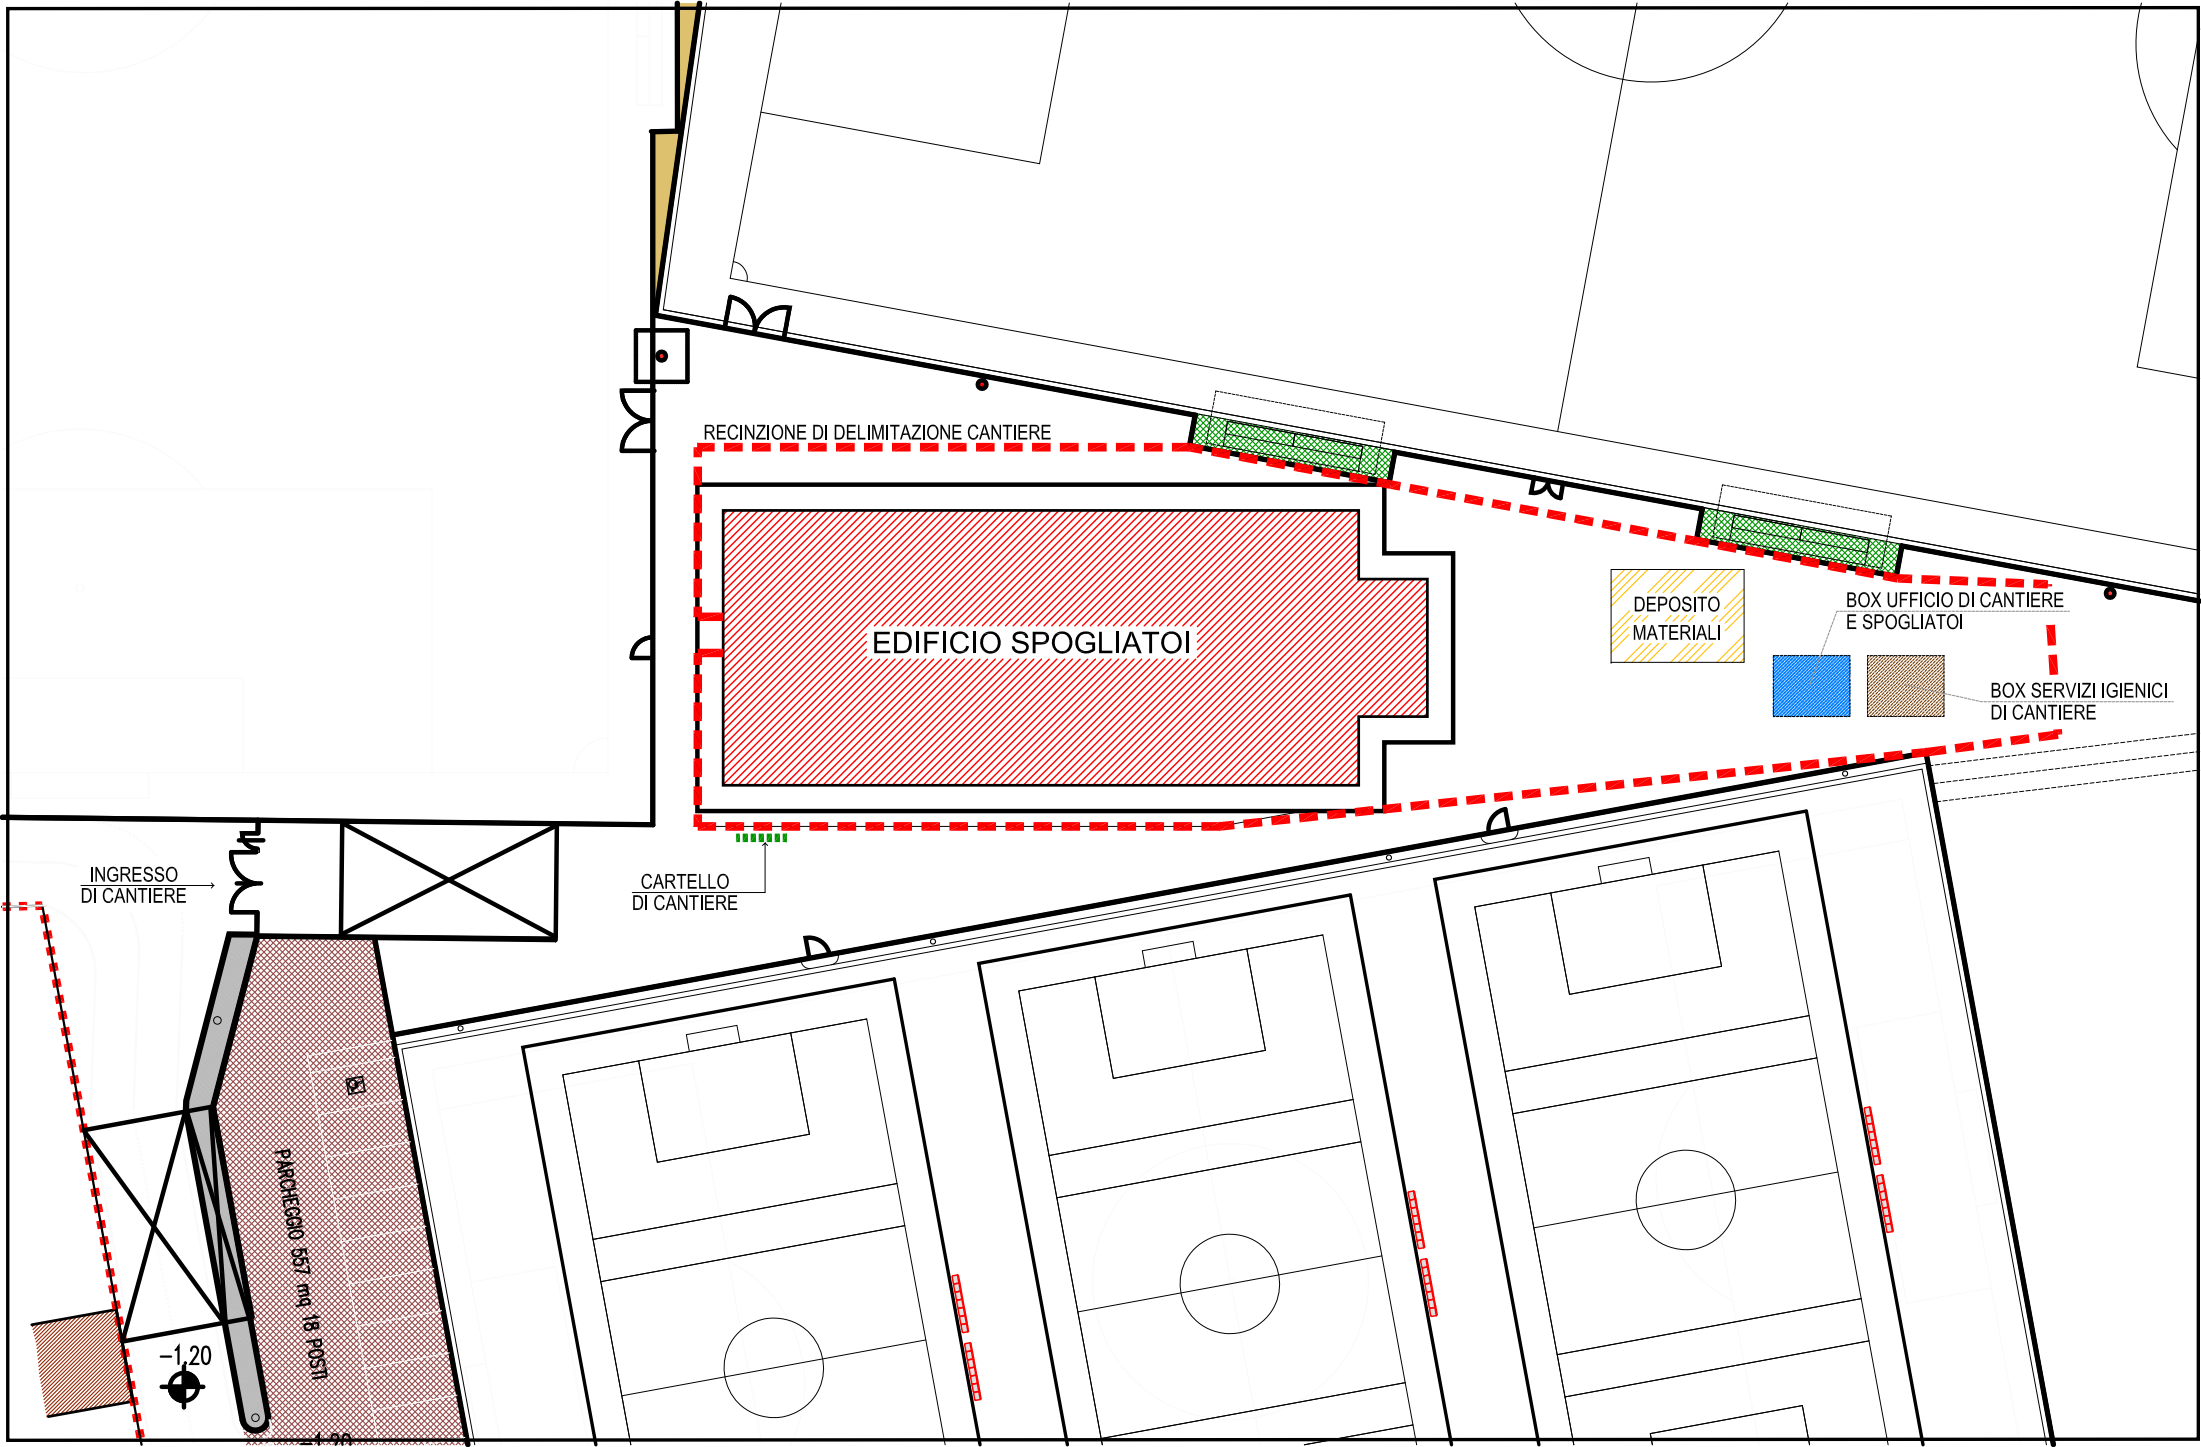 RECINZIONE DI DELIMITAZIONE CANTIERE
EDIFICIO SPOGLIATOI
DEPOSITO
MATERIALI
BOX UFFICIO DI CANTIERE
E SPOGLIATOI
BOX SERVIZI IGIENICI
DI CANTIERE
INGRESSO
DI CANTIERE
CARTELLO
DI CANTIERE
PARCHEGGIO 557 mq 18 POSTI
-1.20